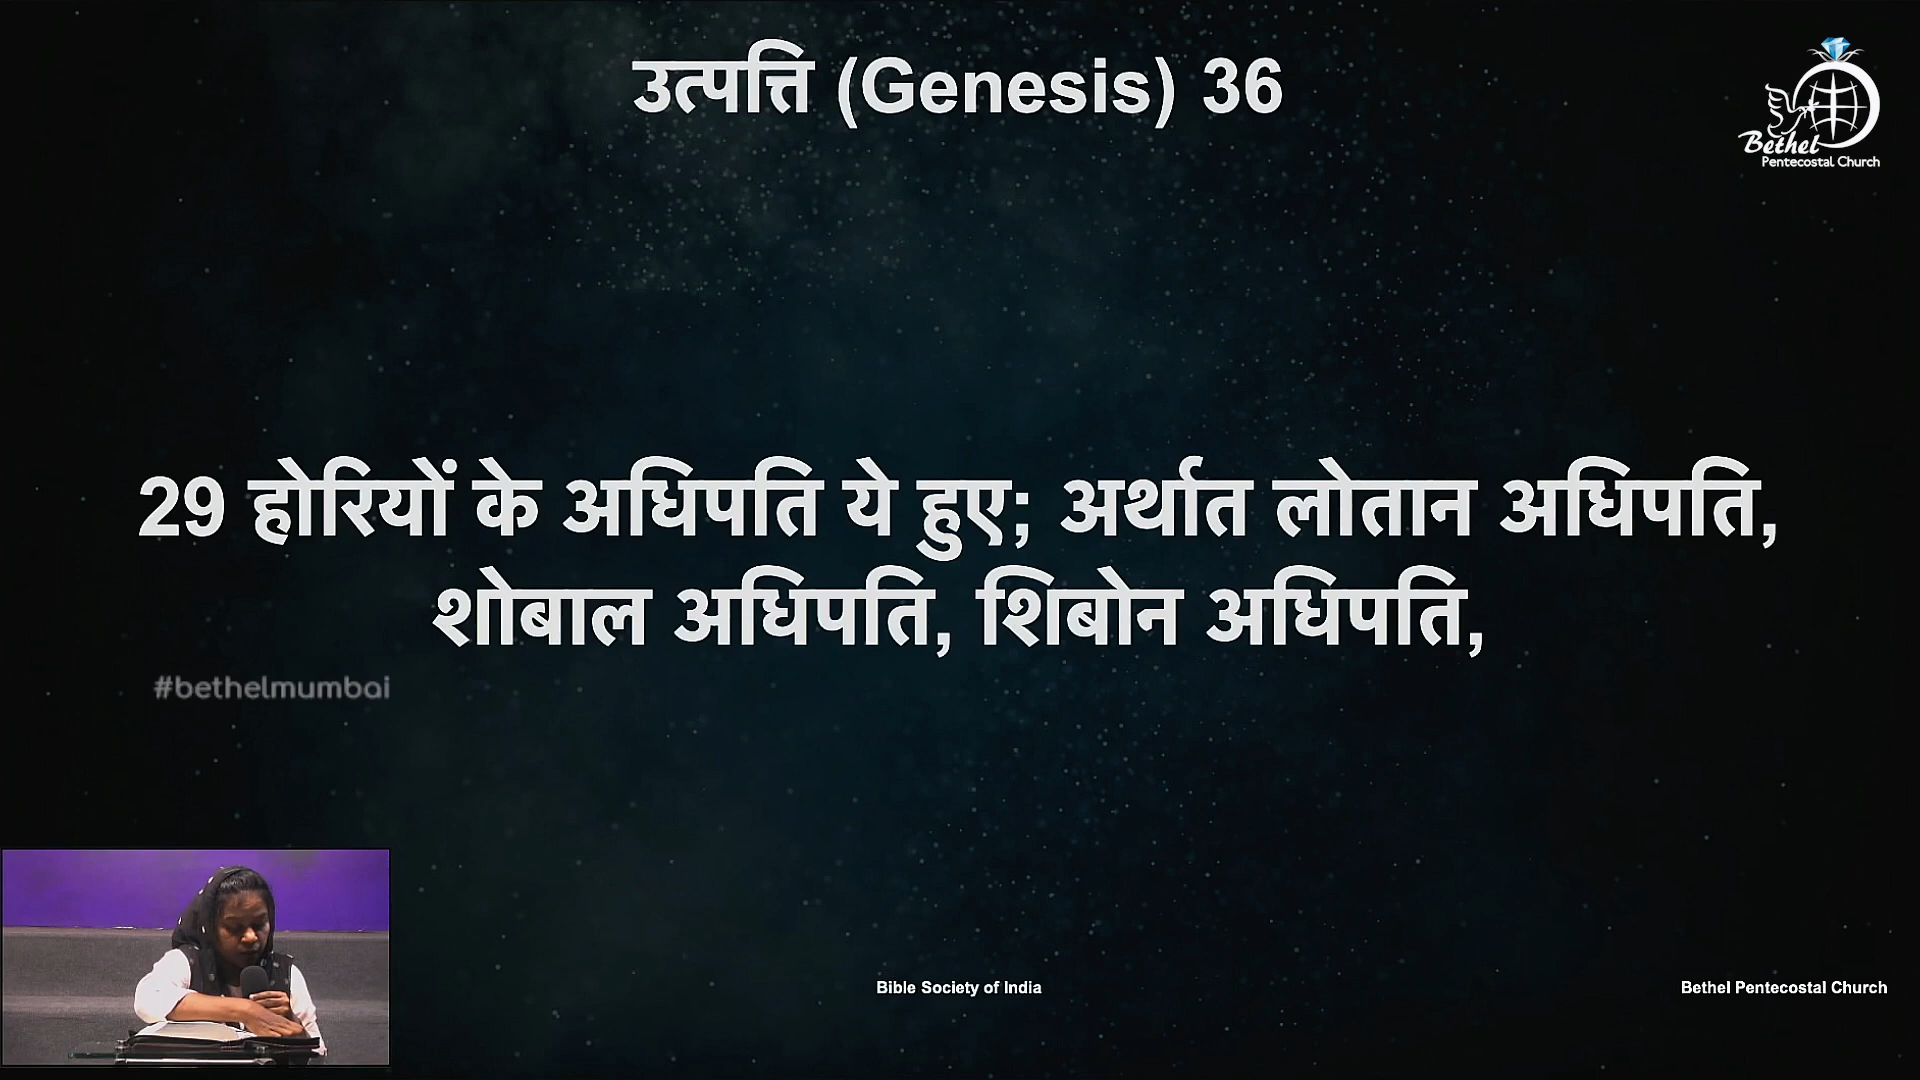 उत्पत्ति (Genesis) 36
Bethel
Pentecostal Church
29 होरियों के अधिपति ये हुए; अर्थात लोतान अधिपति,
शोबाल अधिपति, शिबोन अधिपति,
#bethelmumbai
Bible Society of India
Bethel Pentecostal Church